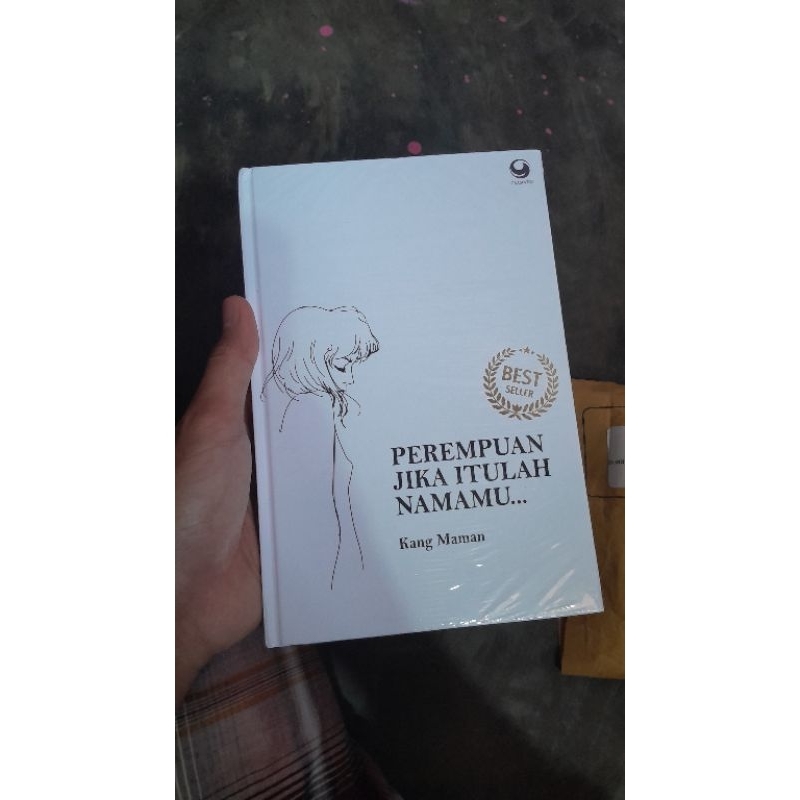 BEST
SELLER
PEREMPUAN
JIKA ITULAH
NAMAMU...
Kang Maman